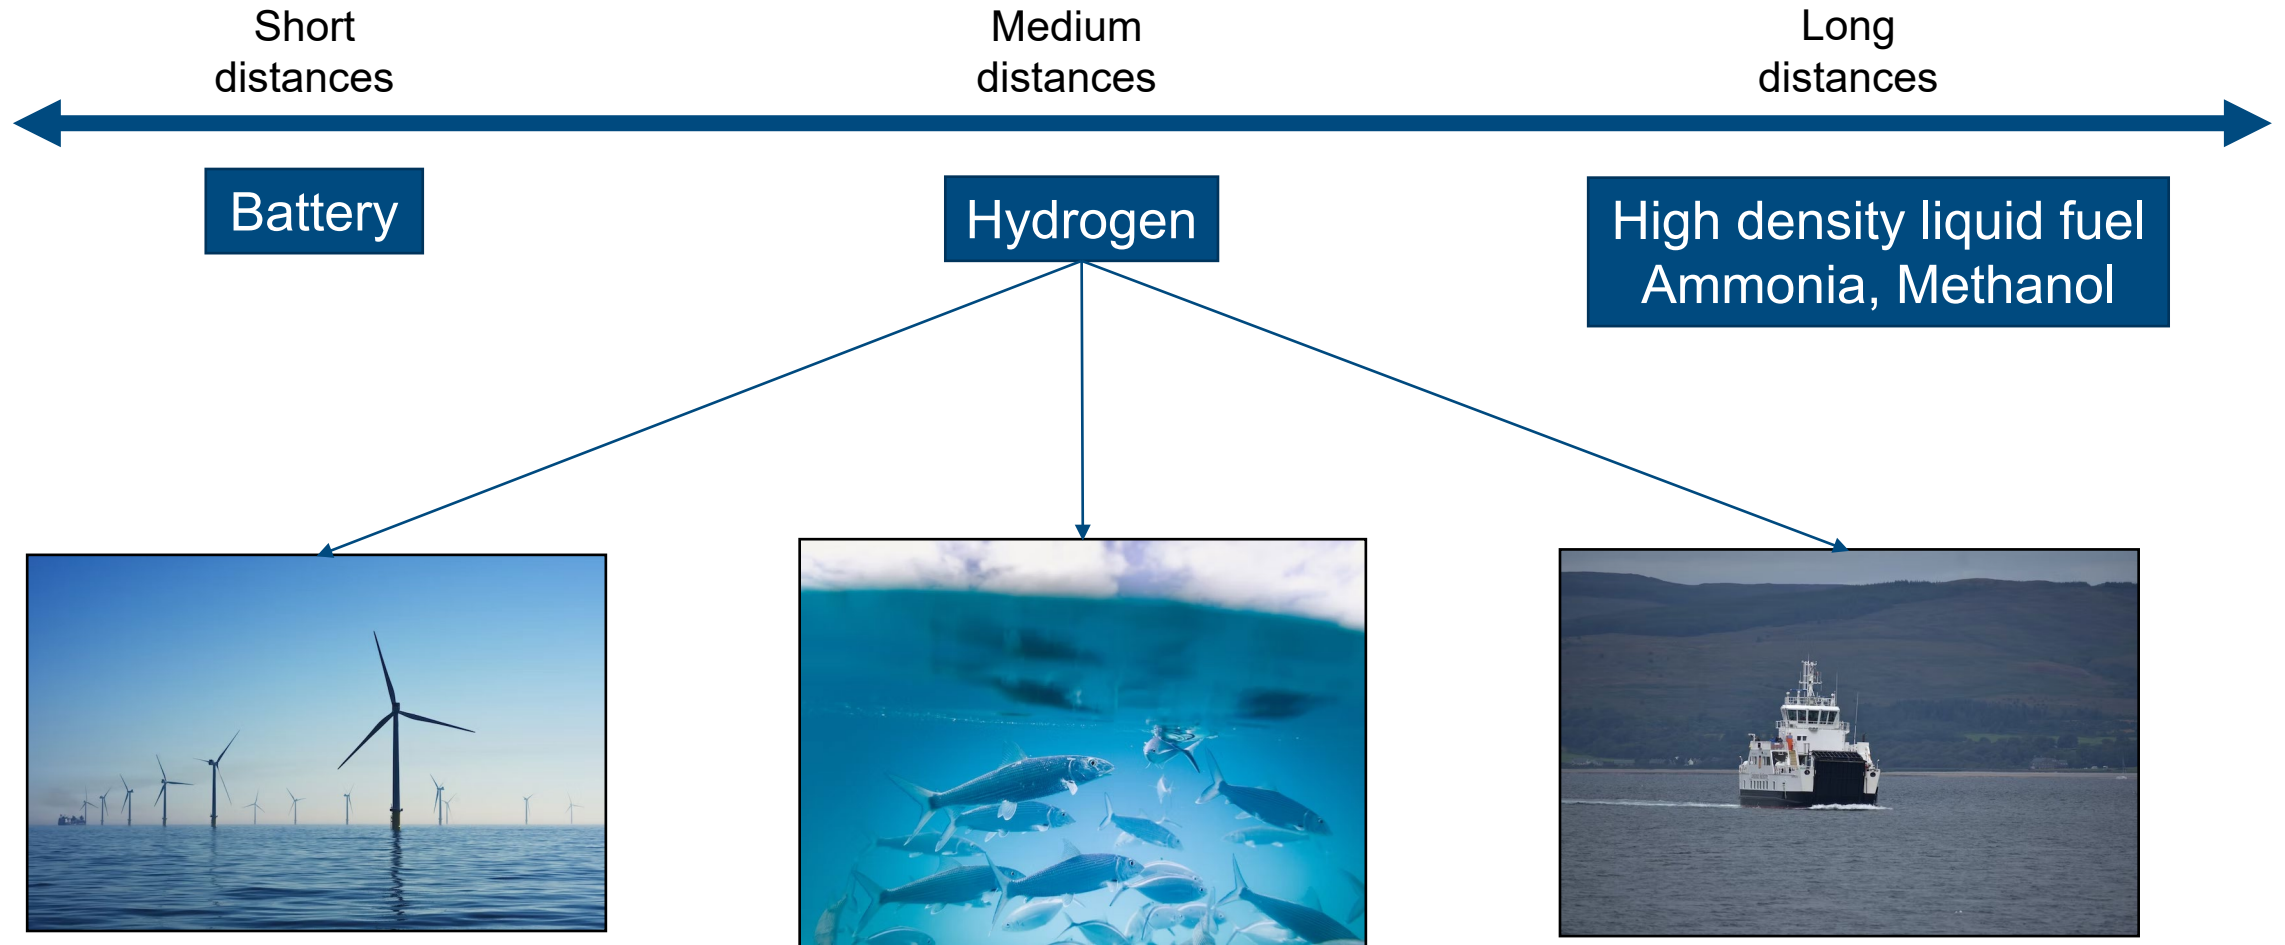 Short
distances
Medium
distances
Long
distances
Battery
Hydrogen
High density liquid fuel
Ammonia, Methanol